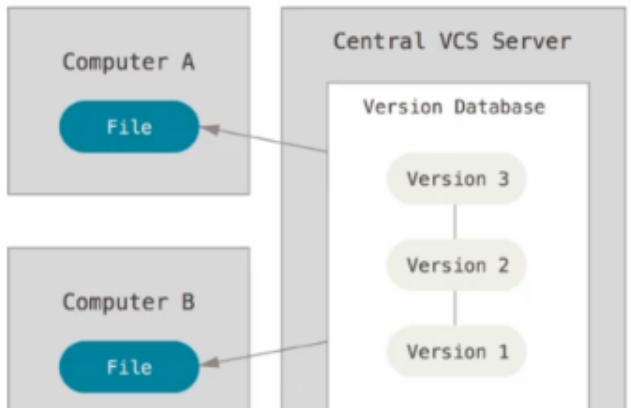 Computer A
File
Computer B
File
Central VCS Server
Version Database
Version 3
Version 2
Version 1